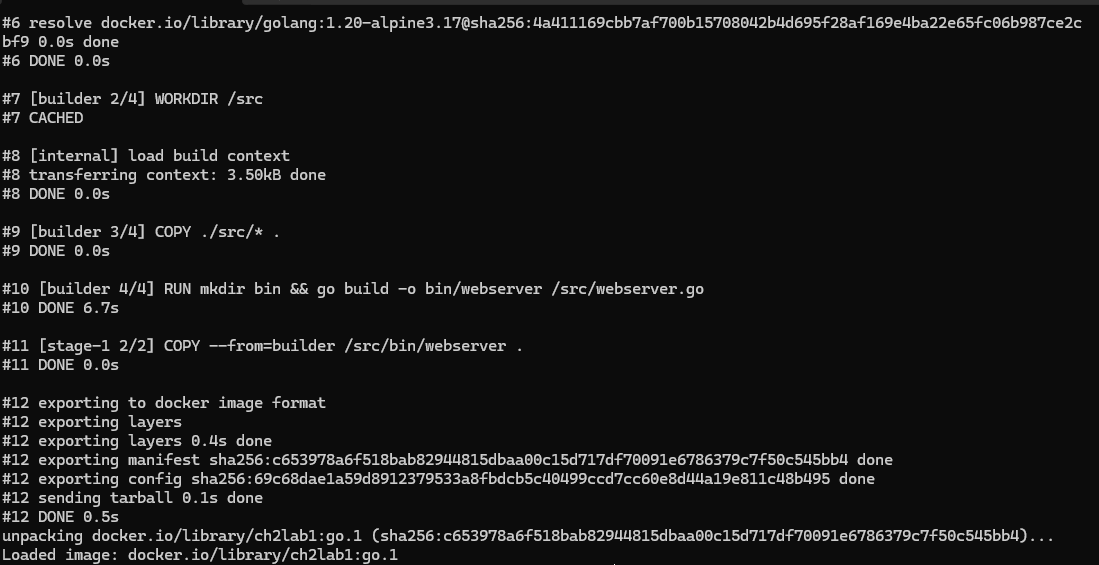 #6 resolve docker.io/library/golang:1.20-alpine3.17@sha256:4a411169cbb7af700b15708042b4d695f28af169e4ba22e65fc06b987ce2c
bf9 0.0s done
#6 DONE 0.0s
#7 [builder 2/4] WORKDIR /src
#7 CACHED
#8 [internal] load build context
#8 transferring context: 3.50kB done
#8 DONE 0.0s
#9 [builder 3/4] COPY ./src/* .
#9 DONE 0.0s
#10 [builder 4/4] RUN mkdir bin && go build -o bin/webserver /src/webserver.go
#10 DONE 6.7s
#11 [stage-1 2/2] COPY --from=builder /src/bin/webserver .
#11 DONE 0.0s
#12 exporting to docker image format
#12 exporting layers
#12 exporting layers 0.4s done
#12 exporting manifest sha256:c653978a6f518bab82944815dbaa00c15d717df70091e6786379c7f50c545bb4 done
#12 exporting config sha256:69c68dae1a59d8912379533a8fbdcb5c40499ccd7cc60e8d44a19e811c48b495 done
#12 sending tarball 0.1s done
#12 DONE 0.5s
unpacking docker.io/library/ch2lab1:go.1 (sha256:c653978a6f518bab82944815dbaa00c15d717df70091e6786379c7f50c545bb4)...
Loaded image: docker.io/library/ch2lab1:go.1